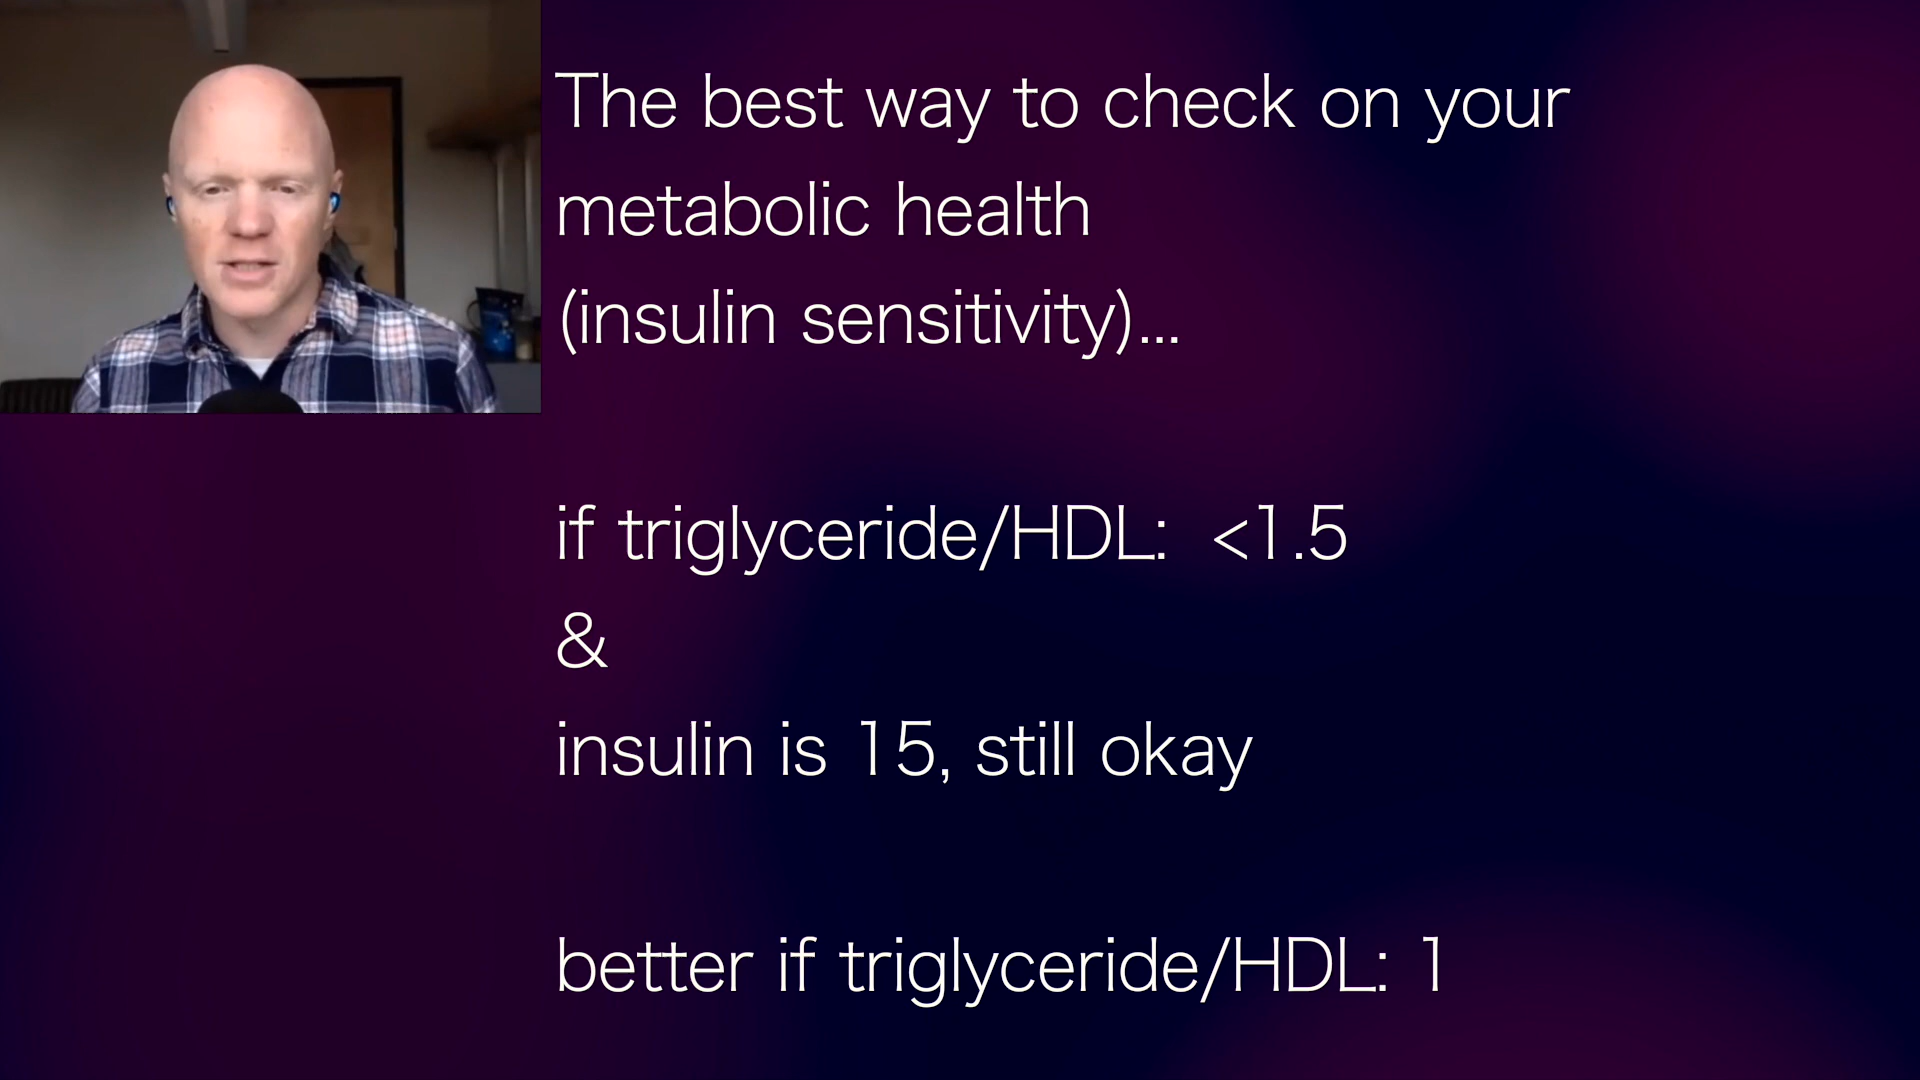 The best way to check on your
metabolic health
(insulin sensitivity)...
if triglyceride/HDL: <1.5
&
insulin is 15, still okay
better if triglyceride/HDL: 1